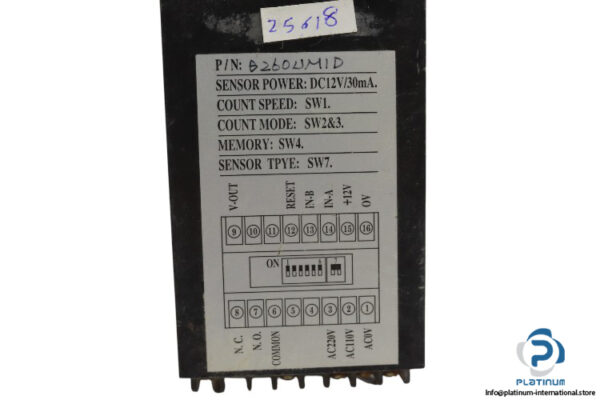 25618
P/N:
SENSOR POWER: DC12V/30mA.
COUNT SPEED: SW1.
COUNT MODE: SW2&3.
MEMORY: SW4.
SENSOR TPYE: SW7.
V-OUT RESET IN-B IN-A +12V OV
9 10 11 12 13 14 15 16
ON
8 7 6 5 4 3 2 1
N.C. N.O. COMMON AC220V AC110V AC0V
PLATINUM
Info@platinum-international.store